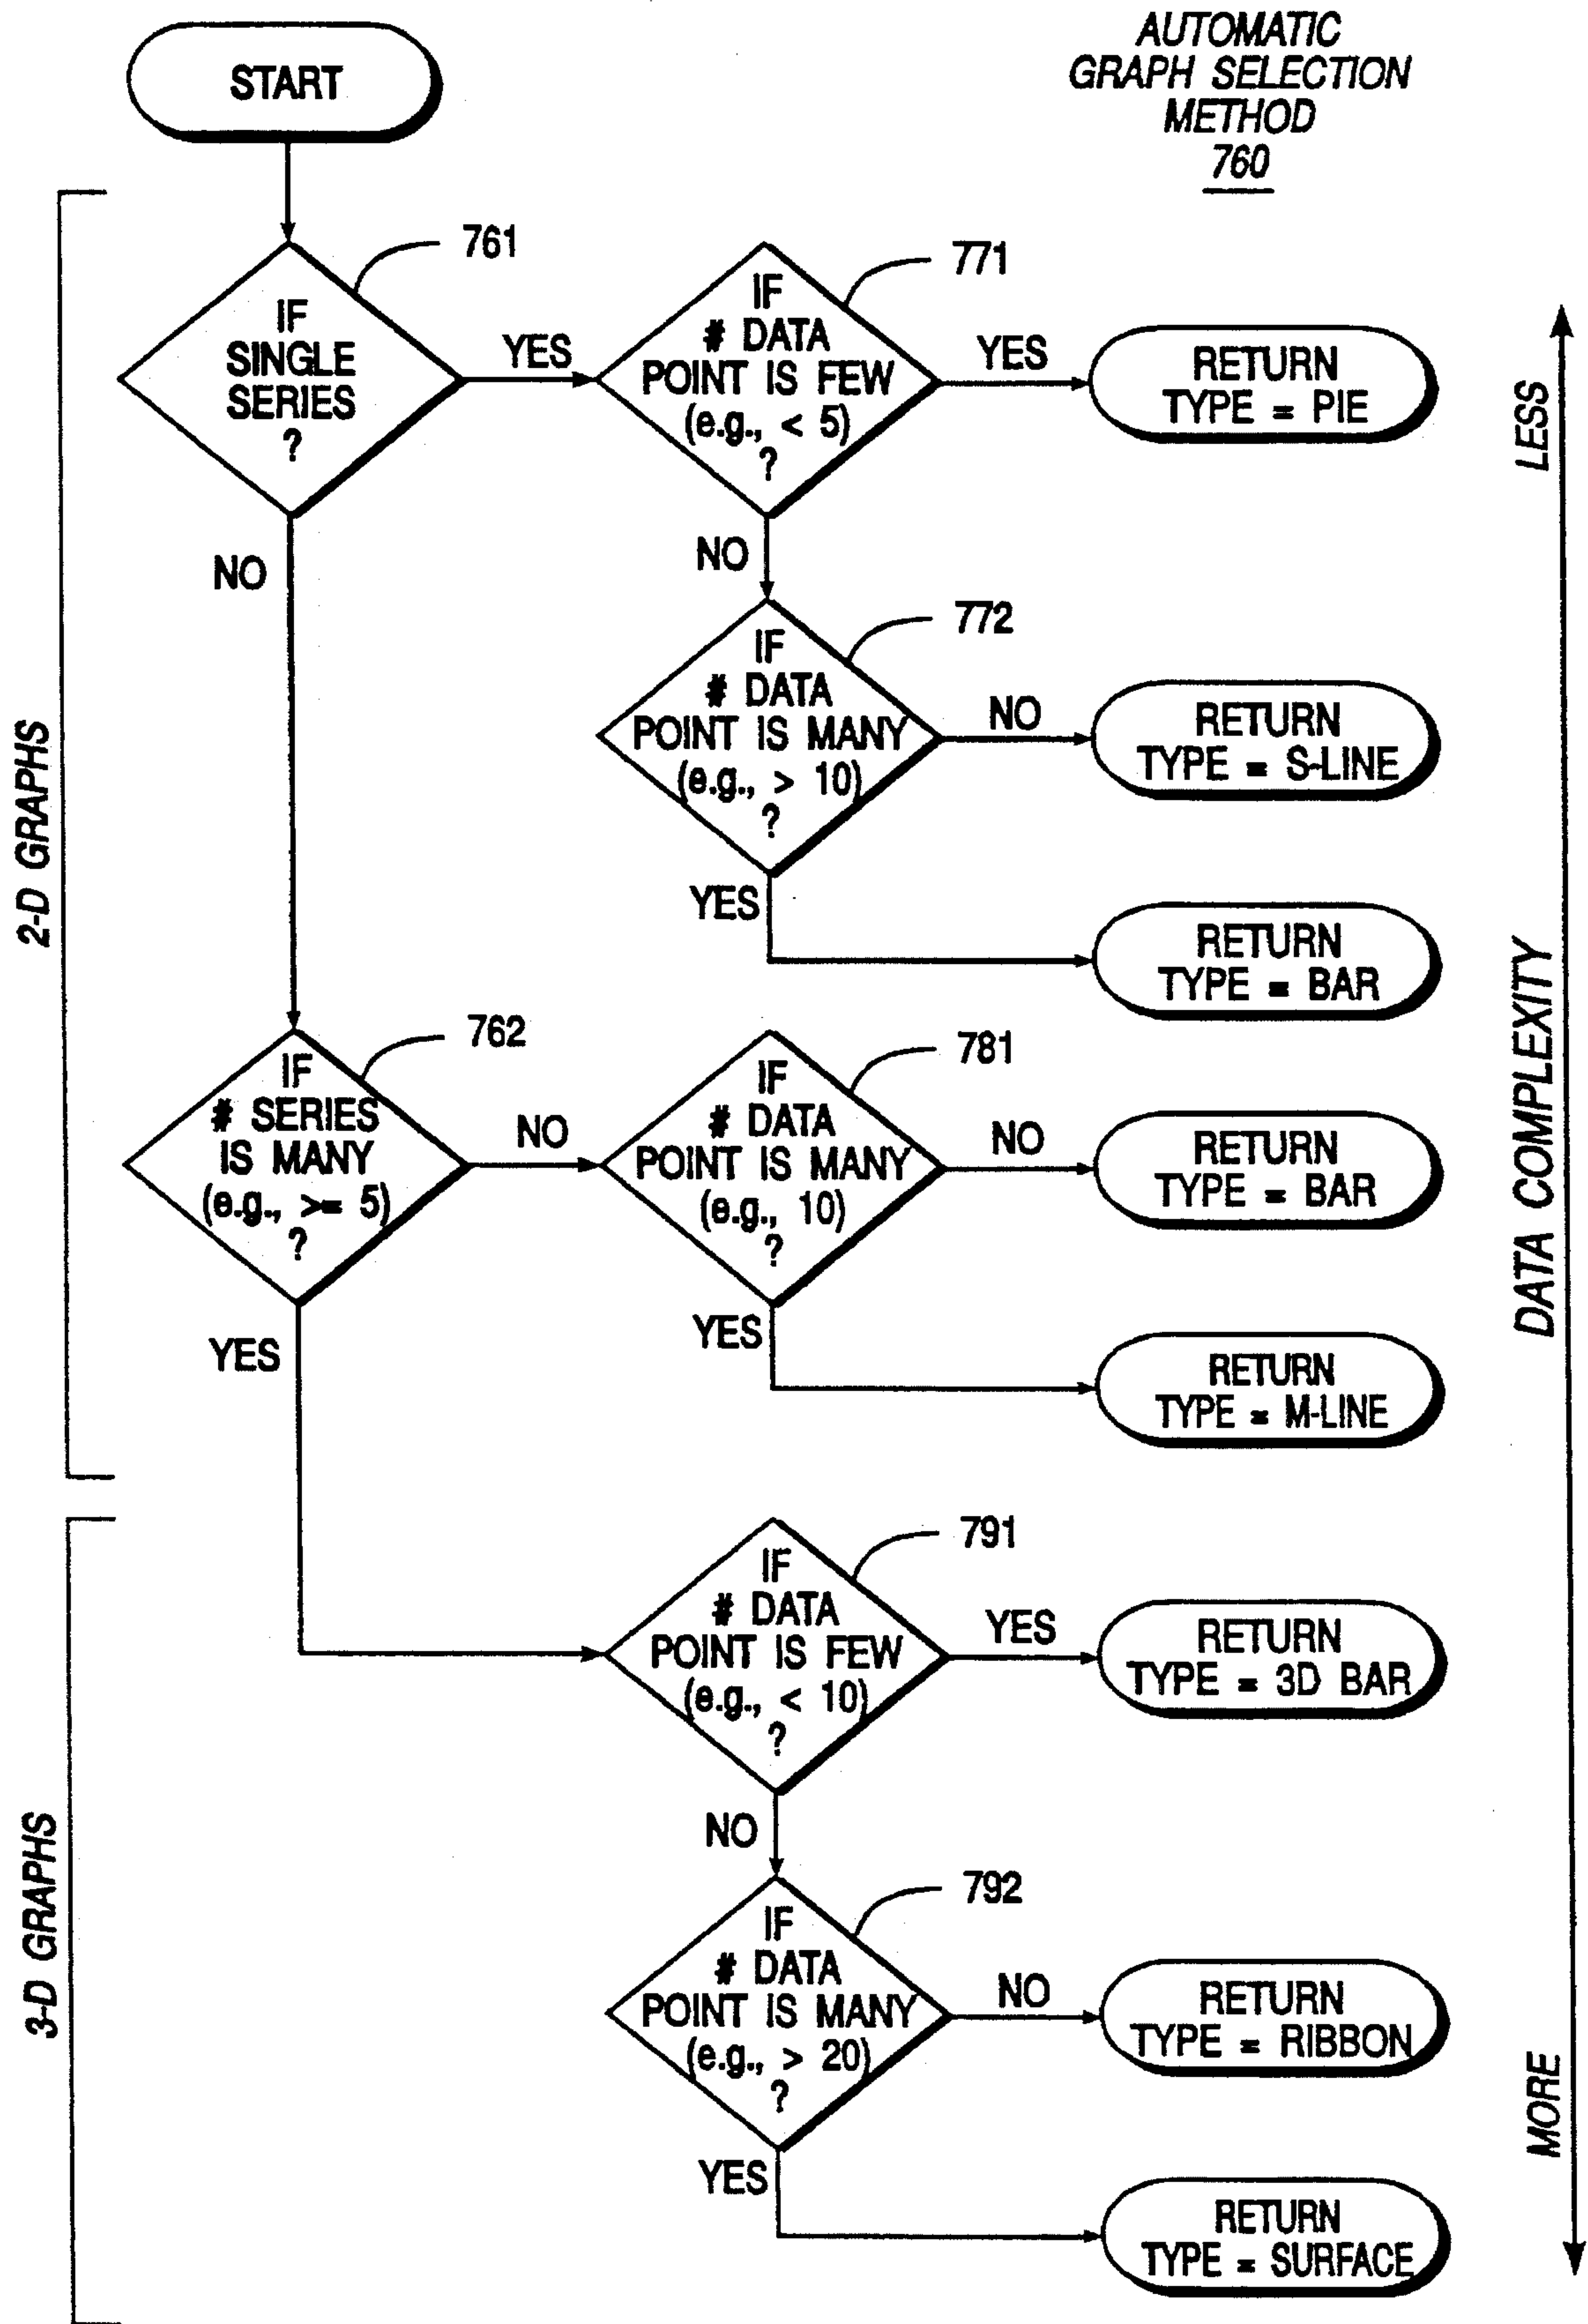 AUTOMATIC
GRAPH SELECTION
METHOD
760
START
2-D GRAPHS
761
IF
SINGLE
SERIES
?
YES
NO
771
IF
# DATA
POINT IS FEW
(e.g., < 5)
?
YES
RETURN
TYPE = PIE
NO
772
IF
# DATA
POINT IS MANY
(e.g., > 10)
?
NO
RETURN
TYPE = S-LINE
YES
RETURN
TYPE = BAR
762
IF
# SERIES
IS MANY
(e.g., >= 5)
?
NO
YES
781
IF
# DATA
POINT IS MANY
(e.g., 10)
?
NO
RETURN
TYPE = BAR
YES
RETURN
TYPE = M-LINE
3-D GRAPHS
791
IF
# DATA
POINT IS FEW
(e.g., < 10)
?
YES
RETURN
TYPE = 3D BAR
NO
792
IF
# DATA
POINT IS MANY
(e.g., > 20)
?
NO
RETURN
TYPE = RIBBON
YES
RETURN
TYPE = SURFACE
LESS
DATA COMPLEXITY
MORE